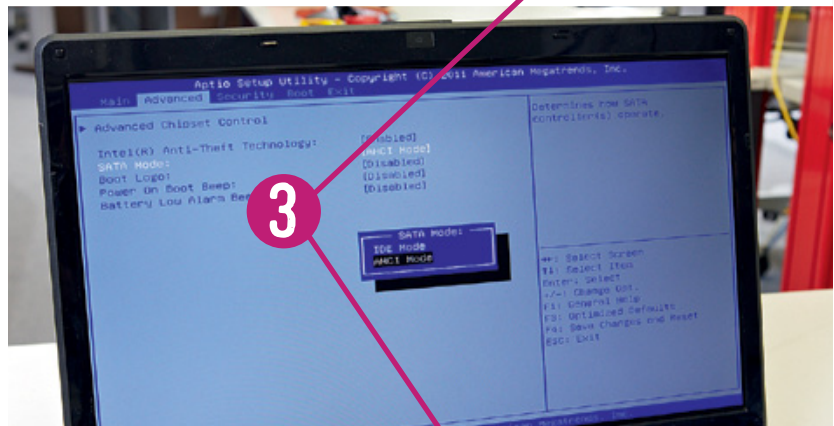 Aptio Setup Utility - Copyright (C) 2011 American Megatrends, Inc.
Main Advanced Security Boot Exit
Advanced Chipset Control
Intel(R) Anti-Theft Technology: [Enabled]
SATA Mode: [AHCI Mode]
Boot Logo: [Disabled]
Power On Boot Beep: [Disabled]
Battery Low Alarm [Disabled]
3
SATA Mode:
IDE Mode
AHCI Mode
Determines how SATA
controller(s) operate.
Select Screen
Select Item
Enter: Select
+/-: Change Opt.
F1: General Help
F3: Optimized Defaults
F4: Save Changes and Reset
ESC: Exit
Megatrends, Inc.